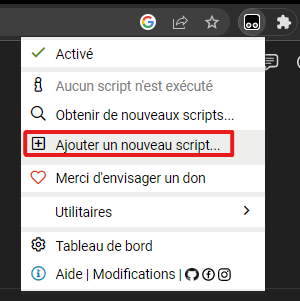 Activé
Aucun script n'est exécuté
Obtenir de nouveaux scripts...
Ajouter un nouveau script...
Merci d'envisager un don
Utilitaires
Tableau de bord
Aide | Modifications |